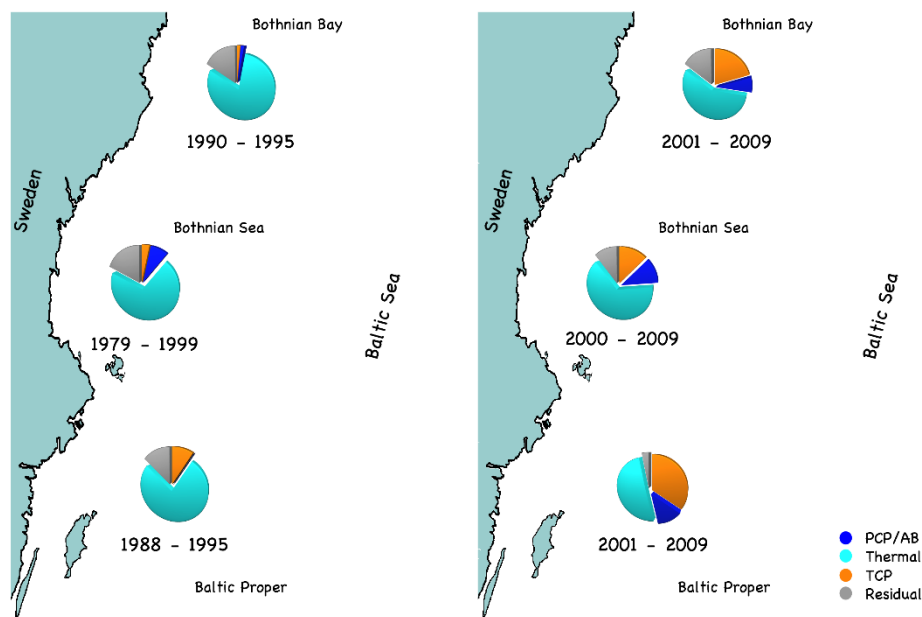 Bothnian Bay
1990 - 1995
Sweden
Bothnian Sea
1979 - 1999
Baltic Sea
1988 - 1995
Baltic Proper
Bothnian Bay
2001 - 2009
Sweden
Bothnian Sea
2000 - 2009
Baltic Sea
2001 - 2009
Baltic Proper
PCP/AB
Thermal
TCP
Residual